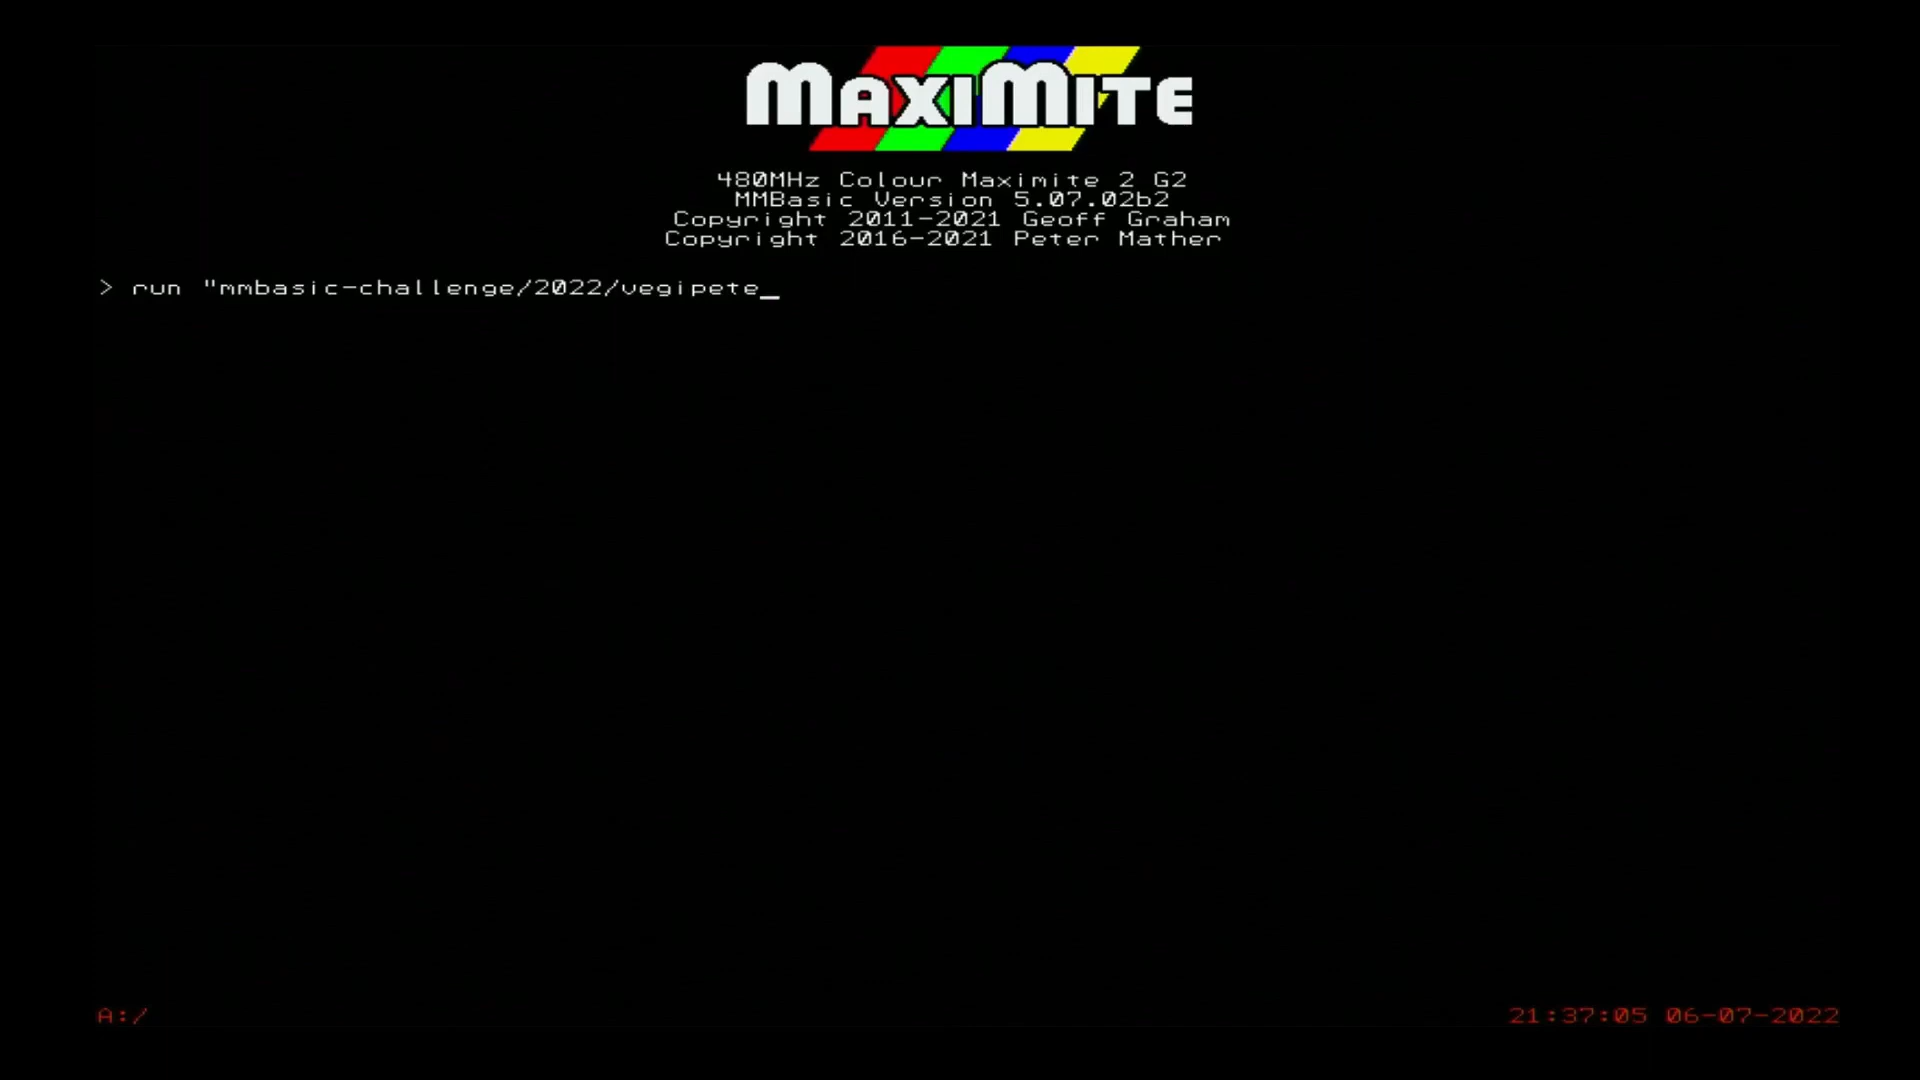 MAXIMITE
480MHz Colour Maximite 2 G2
MMBasic Version 5.07.02b2
Copyright 2011-2021 Geoff Graham
Copyright 2016-2021 Peter Mather
> run "mmbasic-challenge/2022/vegipete_
A:/
21:37:05 06-07-2022